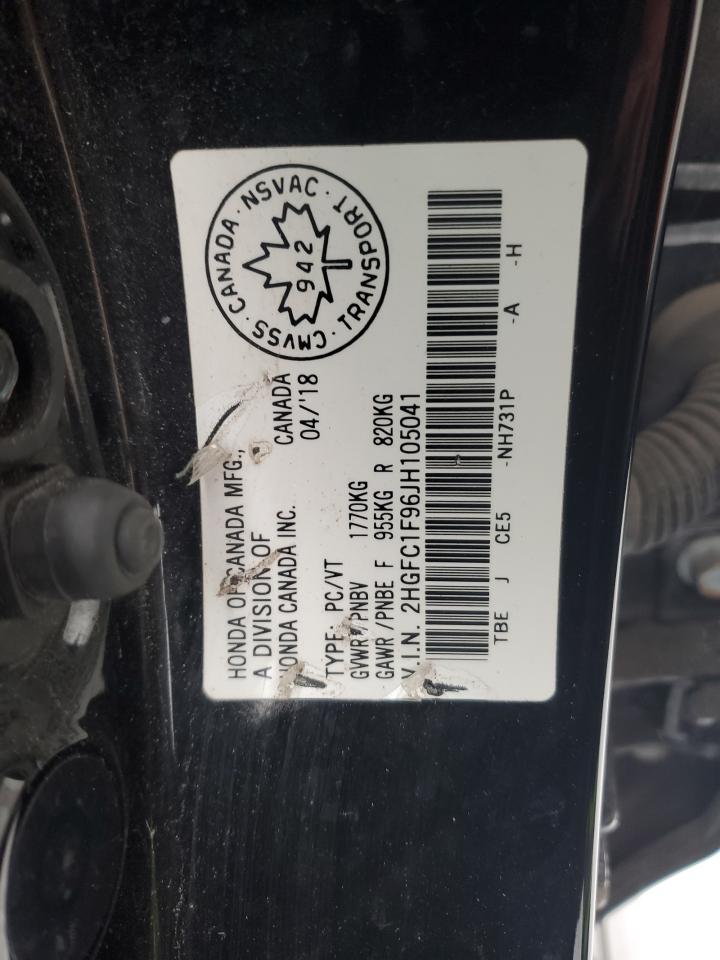 HONDA OF CANADA MFG.,
A DIVISION OF
HONDA CANADA INC.
CANADA
04/'18
TYPE: PC/VT
GVWR/PNBV 1770KG
GAWR/PNBE F 955KG R 820KG
V.I.N. 2HGFC1F96JH105041
TBE J CE5 -NH731P -A -H
CMVSS · CANADA · NSVAC · TRANSPORT ·
942